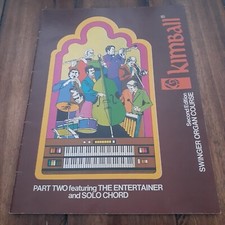 KIMBALL®
Second Edition
SWINGER ORGAN COURSE
PART TWO featuring THE ENTERTAINER
and SOLO CHORD